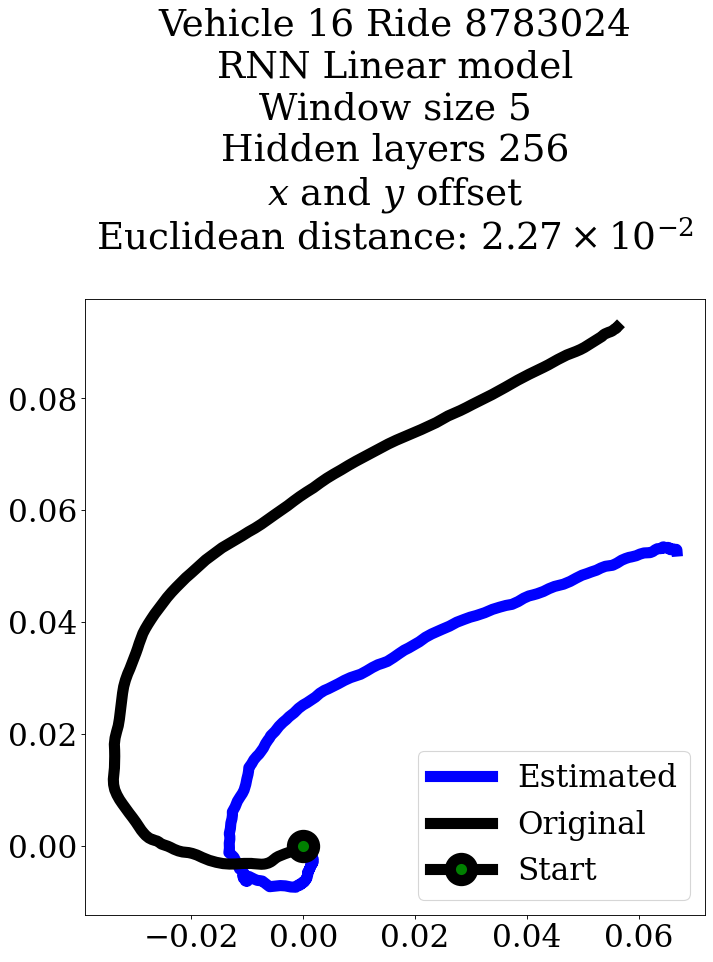 Vehicle 16 Ride 8783024
RNN Linear model
Window size 5
Hidden layers 256
x and y offset
Euclidean distance: 2.27 × 10⁻²
0.08
0.06
0.04
0.02
0.00
Estimated
Original
Start
−0.02 0.00 0.02 0.04 0.06